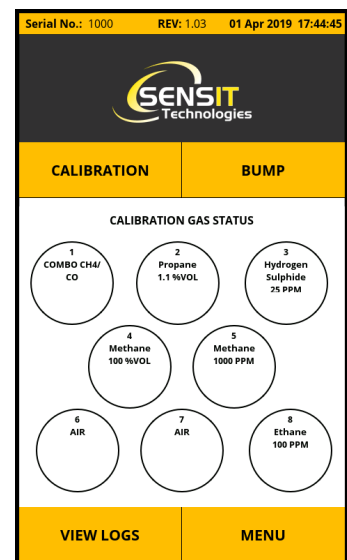 Serial No.: 1000 REV: 1.03 01 Apr 2019 17:44:45
SENSIT
Technologies
CALIBRATION BUMP
CALIBRATION GAS STATUS
1
COMBO CH4/
CO
2
Propane
1.1 %VOL
3
Hydrogen
Sulphide
25 PPM
4
Methane
100 %VOL
5
Methane
1000 PPM
6
AIR
7
AIR
8
Ethane
100 PPM
VIEW LOGS MENU